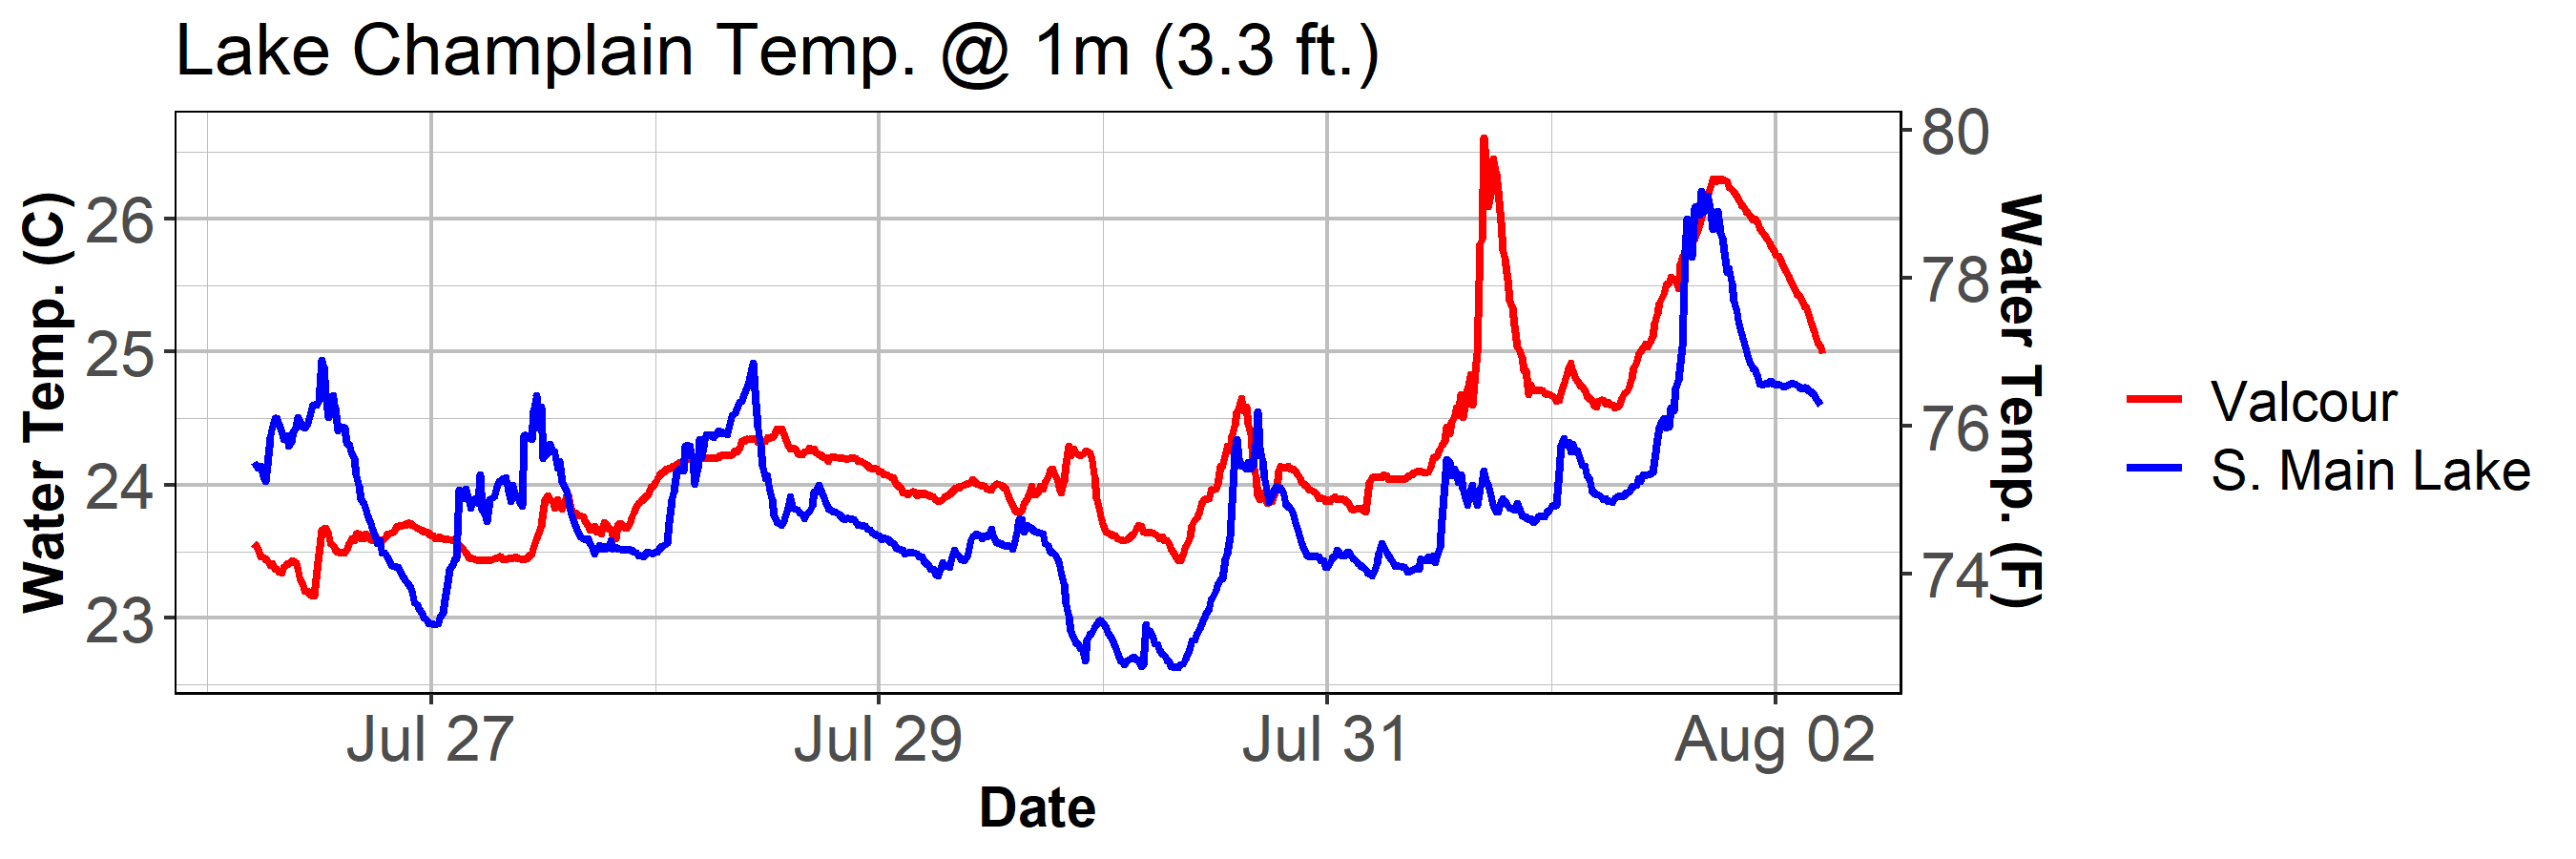 Lake Champlain Temp. @ 1m (3.3 ft.)
Water Temp. (C)
26
25
24
23
80
78
76
74
Water Temp. (F)
Jul 27
Jul 29
Jul 31
Aug 02
Date
Valcour
S. Main Lake